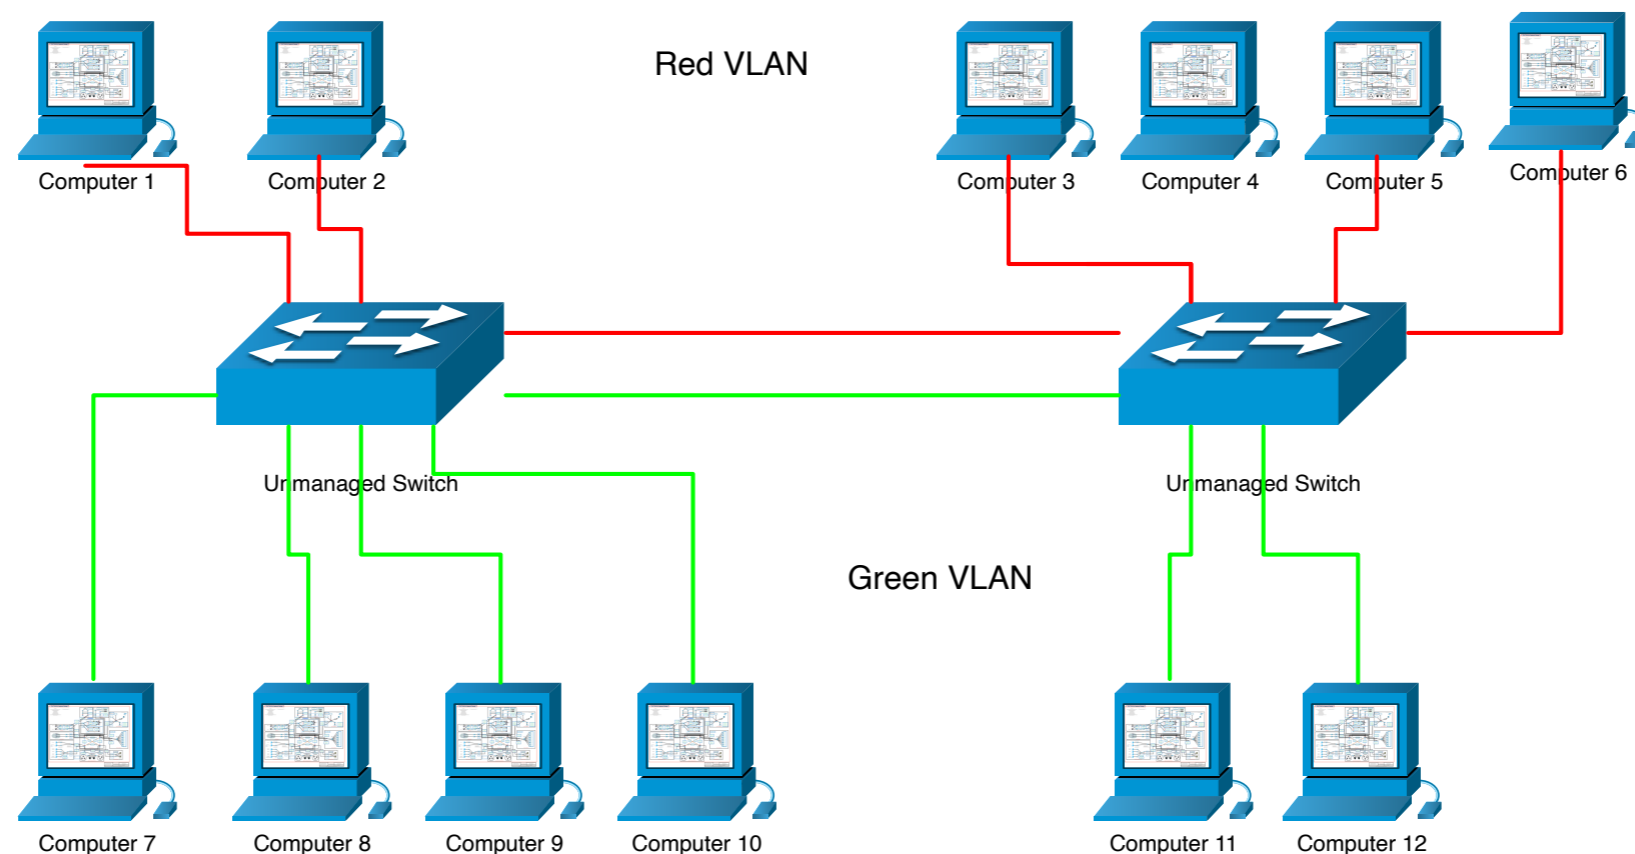 Red VLAN
Computer 1
Computer 2
Computer 3
Computer 4
Computer 5
Computer 6
Unmanaged Switch
Unmanaged Switch
Green VLAN
Computer 7
Computer 8
Computer 9
Computer 10
Computer 11
Computer 12